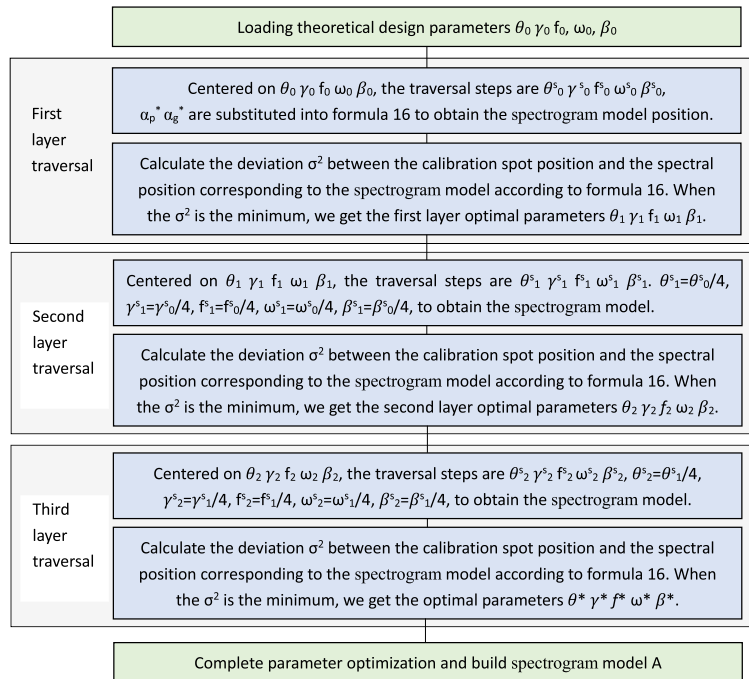 Loading theoretical design parameters θ₀ γ₀ f₀, ω₀, β₀
First
layer
traversal
Centered on θ₀ γ₀ f₀ ω₀ β₀, the traversal steps are θˢ₀ γˢ₀ fˢ₀ ωˢ₀ βˢ₀,
αₚ* α_g* are substituted into formula 16 to obtain the spectrogram model position.
Calculate the deviation σ² between the calibration spot position and the spectral
position corresponding to the spectrogram model according to formula 16. When
the σ² is the minimum, we get the first layer optimal parameters θ₁ γ₁ f₁ ω₁ β₁.
Second
layer
traversal
Centered on θ₁ γ₁ f₁ ω₁ β₁, the traversal steps are θˢ₁ γˢ₁ fˢ₁ ωˢ₁ βˢ₁. θˢ₁=θˢ₀/4,
γˢ₁=γˢ₀/4, fˢ₁=fˢ₀/4, ωˢ₁=ωˢ₀/4, βˢ₁=βˢ₀/4, to obtain the spectrogram model.
Calculate the deviation σ² between the calibration spot position and the spectral
position corresponding to the spectrogram model according to formula 16. When
the σ² is the minimum, we get the second layer optimal parameters θ₂ γ₂ f₂ ω₂ β₂.
Third
layer
traversal
Centered on θ₂ γ₂ f₂ ω₂ β₂, the traversal steps are θˢ₂ γˢ₂ fˢ₂ ωˢ₂ βˢ₂, θˢ₂=θˢ₁/4,
γˢ₂=γˢ₁/4, fˢ₂=fˢ₁/4, ωˢ₂=ωˢ₁/4, βˢ₂=βˢ₁/4, to obtain the spectrogram model.
Calculate the deviation σ² between the calibration spot position and the spectral
position corresponding to the spectrogram model according to formula 16. When
the σ² is the minimum, we get the optimal parameters θ* γ* f* ω* β*.
Complete parameter optimization and build spectrogram model A